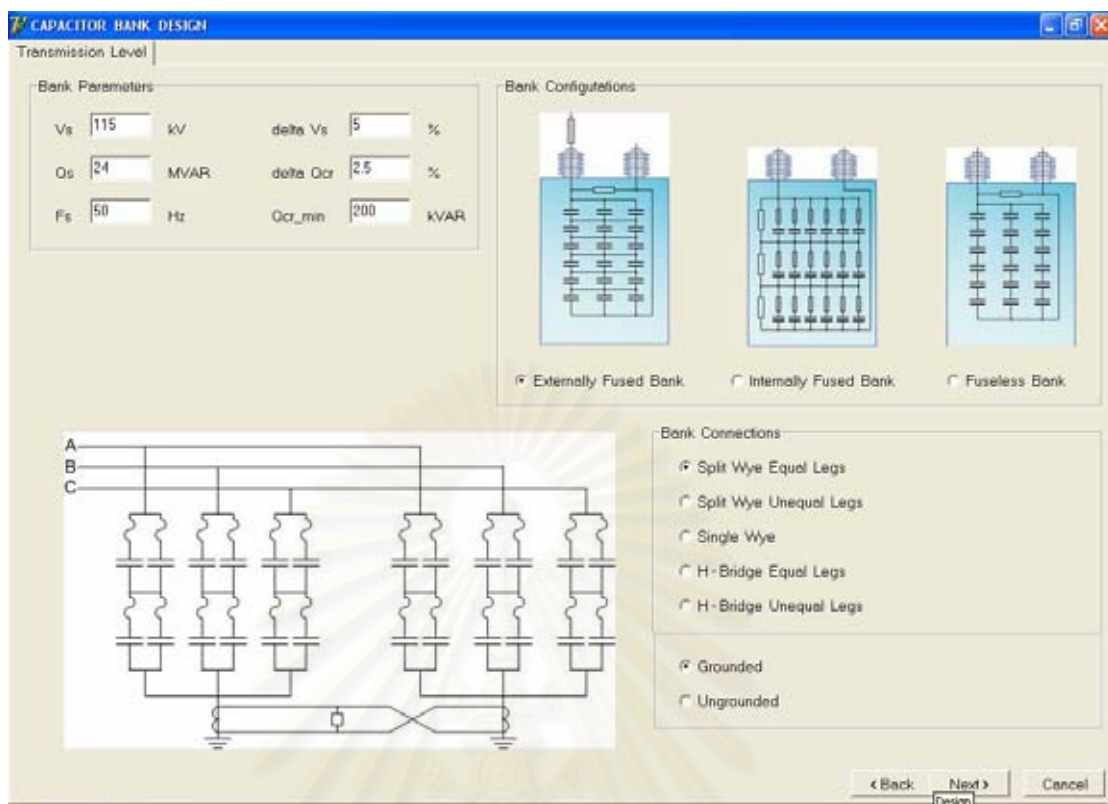 CAPACITOR BANK DESIGN
Transmission Level
Bank Parameters
Vs 115 kV delta Vs 5 %
Qs 24 MVAR delta Qcr 2.5 %
Fs 50 Hz Qcr_min 200 kVAR
Bank Configutations
Externally Fused Bank
Internally Fused Bank
Fuseless Bank
A
B
C
Bank Connections
Split Wye Equal Legs
Split Wye Unequal Legs
Single Wye
H-Bridge Equal Legs
H-Bridge Unequal Legs
Grounded
Ungrounded
< Back Next > Cancel
Design